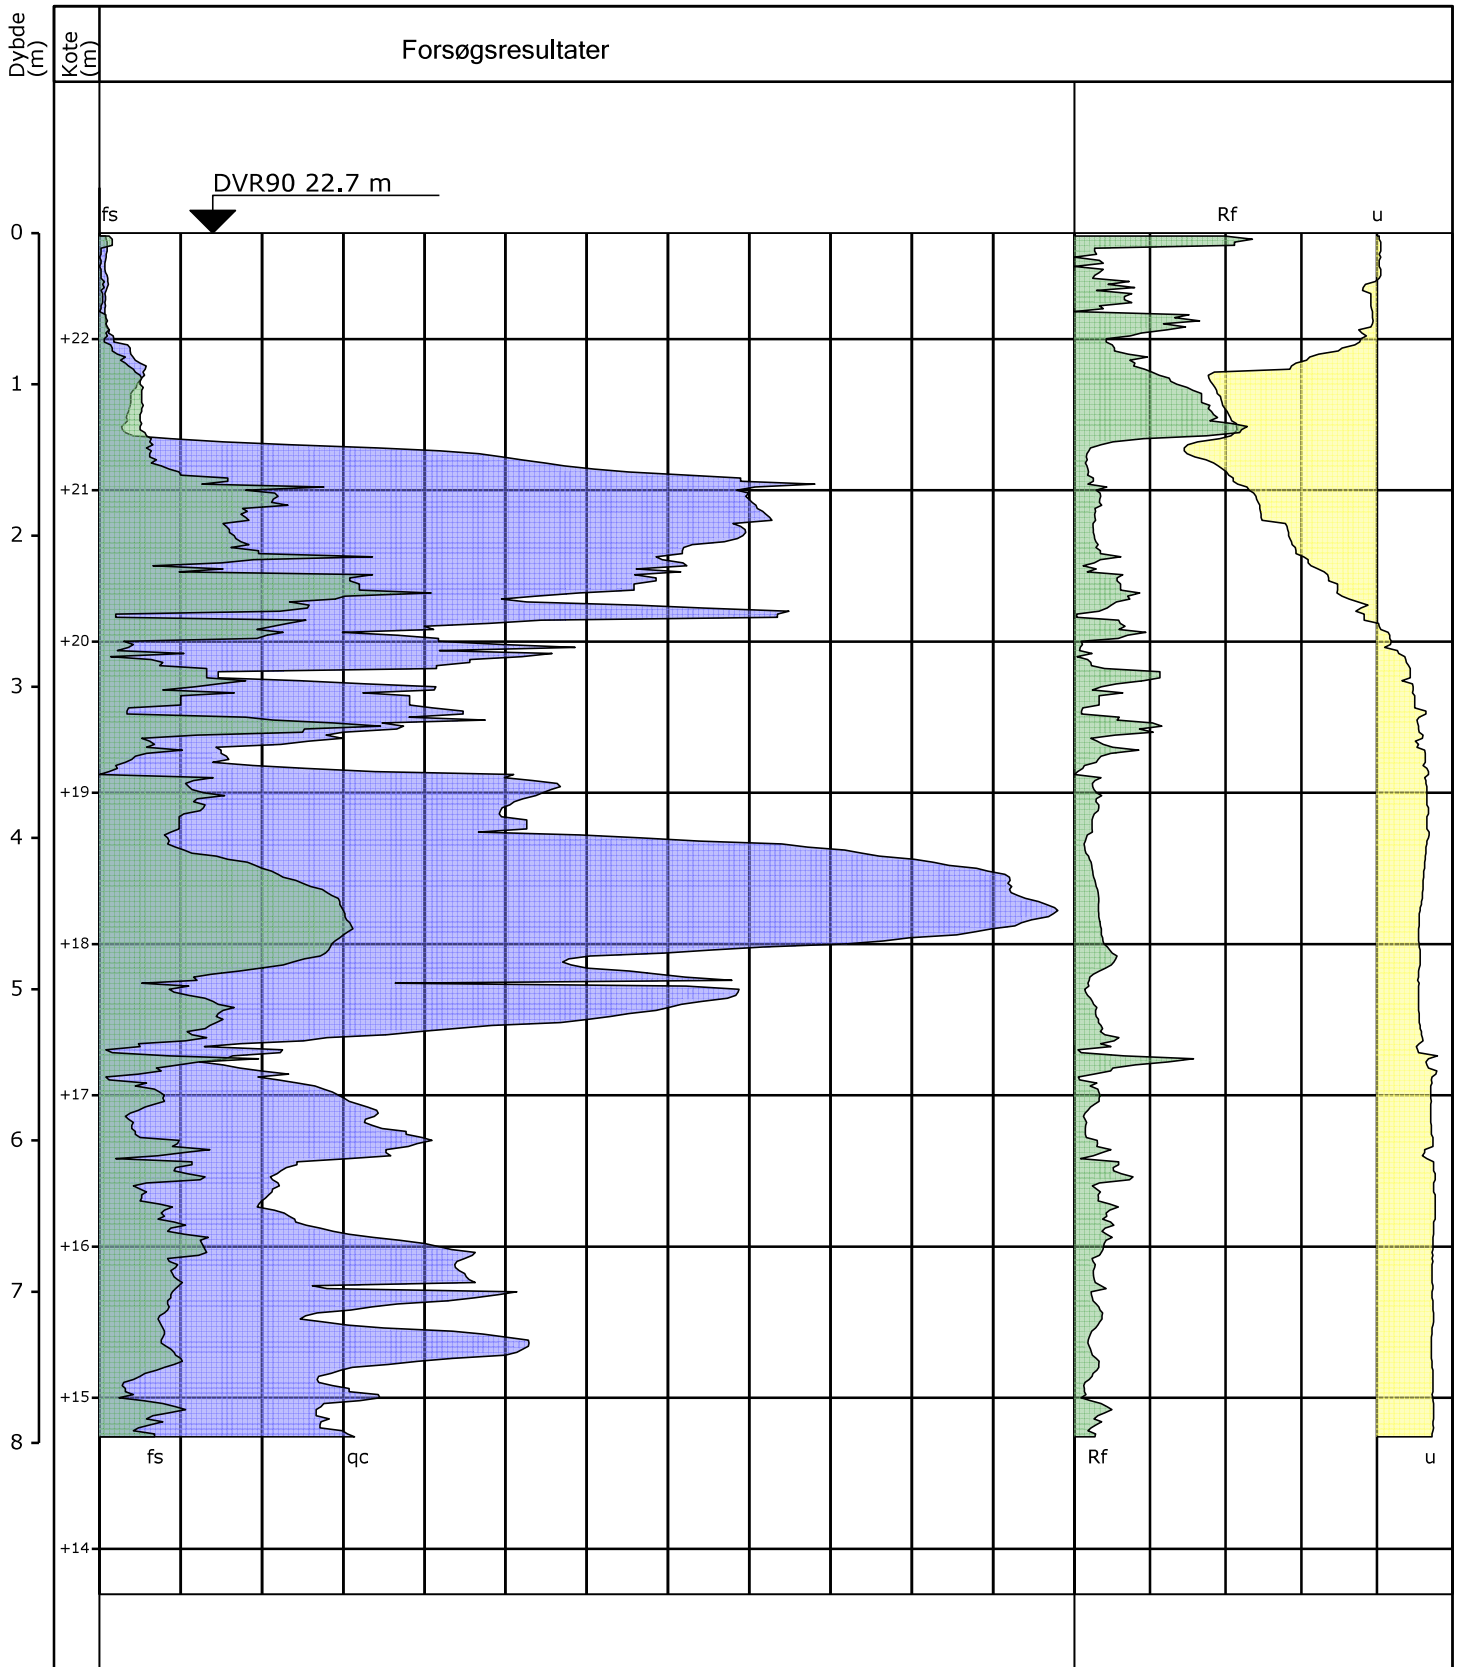 Dybde
(m)
Kote
(m)
Forsøgsresultater
DVR90 22.7 m
fs
Rf
u
0
+22
1
+21
2
+20
3
+19
4
+18
5
+17
6
+16
7
+15
8
fs
qc
Rf
u
+14